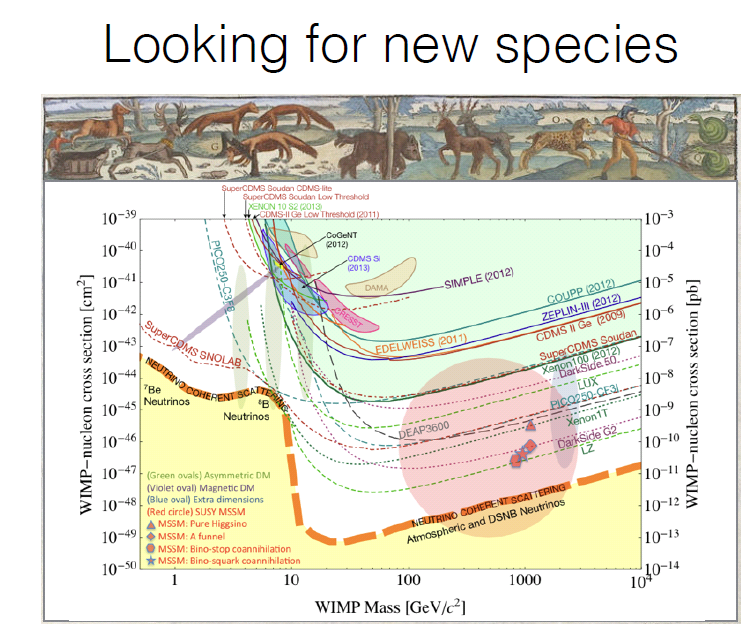 Looking for new species
SuperCDMS Soudan CDMS-lite
SuperCDMS Soudan Low Threshold
XENON 10 S2 (2013)
CDMS-II Ge Low Threshold (2011)
CoGeNT
(2012)
CDMS Si
(2013)
DAMA
CRESST
SIMPLE (2012)
COUPP (2012)
ZEPLIN-III (2012)
CDMS II Ge (2009)
EDELWEISS (2011)
SuperCDMS Soudan
Xenon100 (2012)
DarkSide 50
LUX
PICO250-CF3I
Xenon1T
DarkSide G2
LZ
DEAP3600
PICO250-C3F8
SuperCDMS SNOLAB
NEUTRINO COHERENT SCATTERING
7Be
Neutrinos
8B
Neutrinos
NEUTRINO COHERENT SCATTERING
Atmospheric and DSNB Neutrinos
(Green ovals) Asymmetric DM
(Violet oval) Magnetic DM
(Blue oval) Extra dimensions
(Red circle) SUSY MSSM
MSSM: Pure Higgsino
MSSM: A funnel
MSSM: Bino-stop coannihilation
MSSM: Bino-squark coannihilation
WIMP−nucleon cross section [cm2]
10−39
10−40
10−41
10−42
10−43
10−44
10−45
10−46
10−47
10−48
10−49
10−50
WIMP−nucleon cross section [pb]
10−3
10−4
10−5
10−6
10−7
10−8
10−9
10−10
10−11
10−12
10−13
10−14
1 10 100 1000 104
WIMP Mass [GeV/c2]